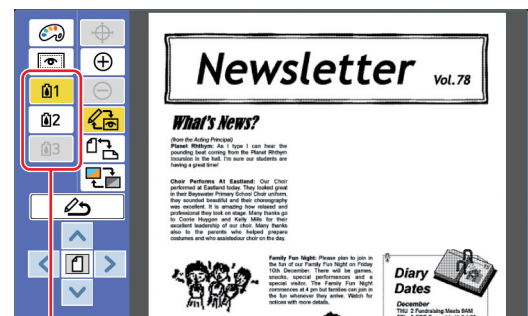 Newsletter Vol. 78
1
2
3
What's News?
(from the Acting Principal)
Planet Rhthym: As I type I can hear the
pounding beat coming from the Planet Rhthym
Incursion in the hall. I'm sure our students are
having a great time!
Choir Performs At Eastland: Our Choir
performed at Eastland today. They looked great
in their Bayswater Primary School Choir uniform,
they sounded beautiful and their choreography
was excellent. It is amazing how relaxed and
professional they look on stage. Many thanks go
to Corrie Huygen and Kelly Mills for their
excellent leadership of our choir. Many thanks
also to the parents who helped prepare
costumes and who assisted our choir on the day.
Family Fun Night: Please plan to join in
the fun of our Family Fun Night on Friday
10th December. There will be games,
snacks, special performances and a
special visitor. The Family Fun Night
commences at 4 pm but families can join in
the fun whenever they arrive. Watch for
notices with more details.
Diary
Dates
December
THU 2 Fundraising Meets 9AM